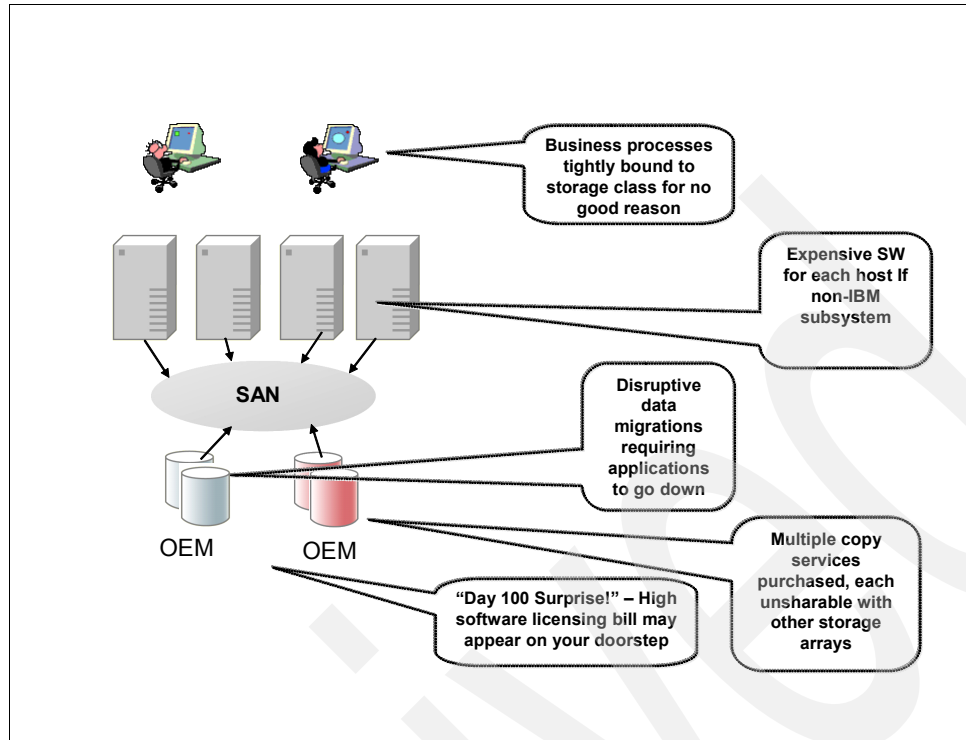 Business processes
tightly bound to
storage class for no
good reason
Expensive SW
for each host If
non-IBM
subsystem
SAN
Disruptive
data
migrations
requiring
applications
to go down
OEM
OEM
Multiple copy
services
purchased, each
unsharable with
other storage
arrays
“Day 100 Surprise!” – High
software licensing bill may
appear on your doorstep